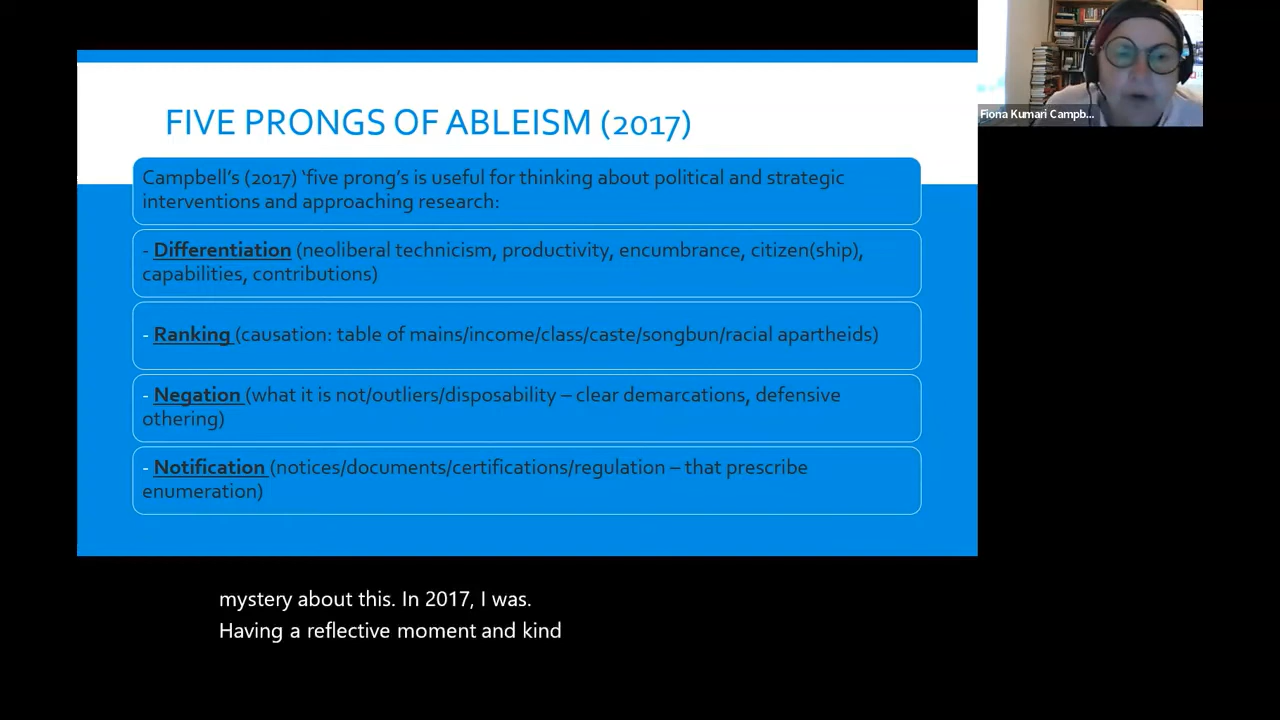 FIVE PRONGS OF ABLEISM (2017)
Campbell's (2017) 'five prong's is useful for thinking about political and strategic
interventions and approaching research:
- Differentiation (neoliberal technicism, productivity, encumbrance, citizen(ship),
capabilities, contributions)
- Ranking (causation: table of mains/income/class/caste/songbun/racial apartheids)
- Negation (what it is not/outliers/disposability – clear demarcations, defensive
othering)
- Notification (notices/documents/certifications/regulation – that prescribe
enumeration)
Fiona Kumari Campb...
mystery about this. In 2017, I was.
Having a reflective moment and kind